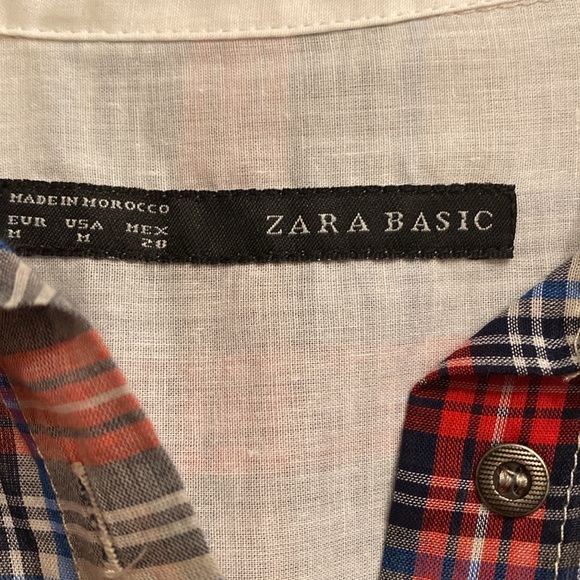 MADE IN MOROCCO
EUR USA MEX
M M 28
ZARA BASIC